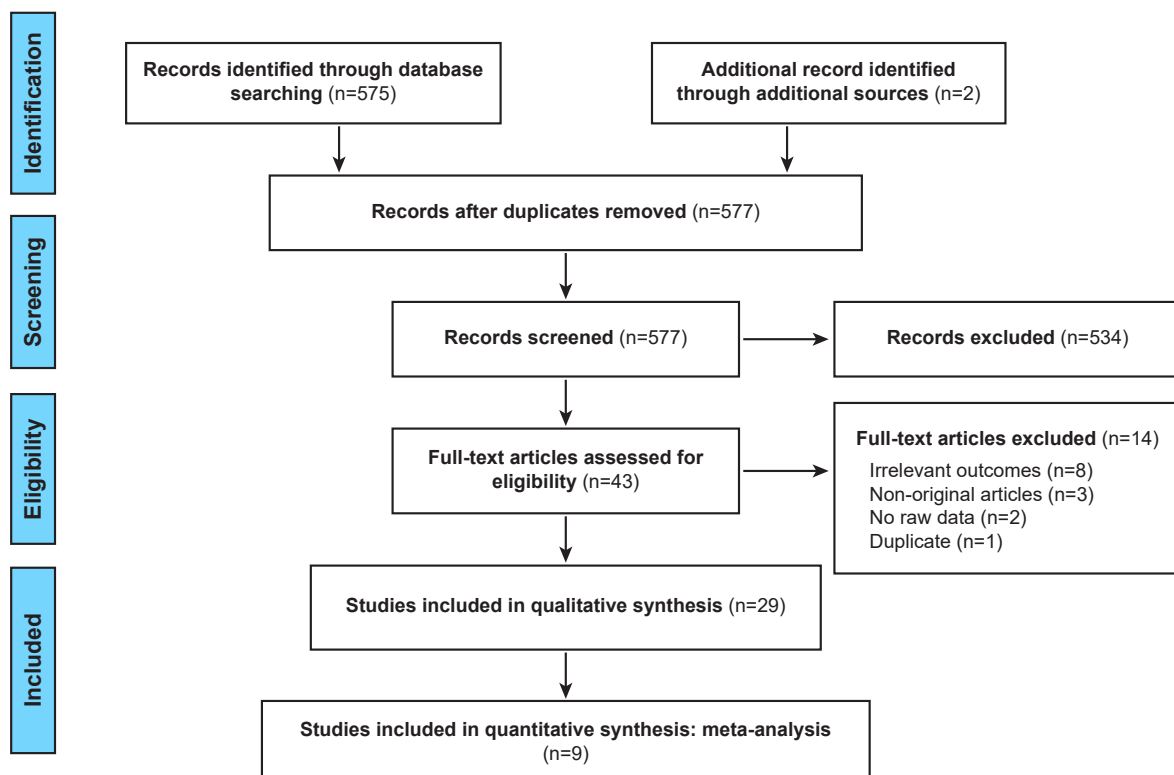 Identification
Records identified through database
searching (n=575)
Additional record identified
through additional sources (n=2)
Records after duplicates removed (n=577)
Screening
Records screened (n=577)
Records excluded (n=534)
Eligibility
Full-text articles assessed for
eligibility (n=43)
Full-text articles excluded (n=14)
Irrelevant outcomes (n=8)
Non-original articles (n=3)
No raw data (n=2)
Duplicate (n=1)
Included
Studies included in qualitative synthesis (n=29)
Studies included in quantitative synthesis: meta-analysis
(n=9)